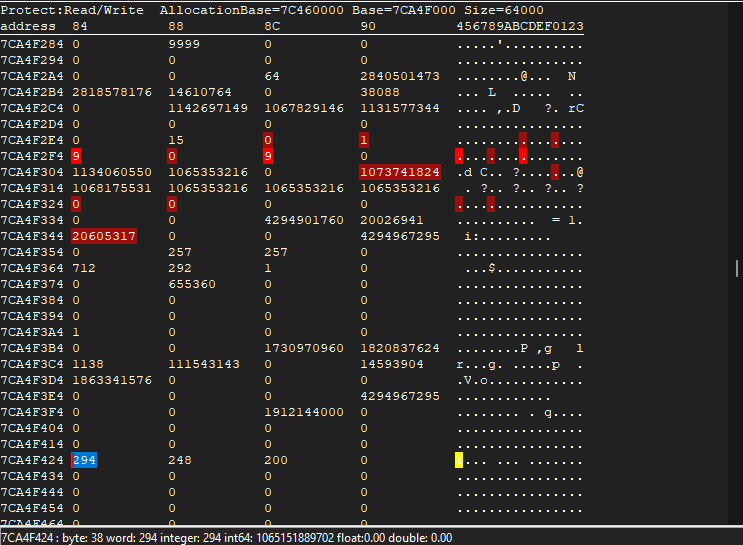 Protect:Read/Write AllocationBase=7C460000 Base=7CA4F000 Size=64000
address 84 88 8C 90 456789ABCDEF0123
7CA4F284 0 9999 0 0 .....'..........
7CA4F294 0 0 0 0 ................
7CA4F2A4 0 0 64 2840501473 ........@... N
7CA4F2B4 2818578176 14610764 0 38088 ... L .... ..
7CA4F2C4 0 1142697149 1067829146 1131577344 .... ,.D ?. rC
7CA4F2D4 0 0 0 0 ................
7CA4F2E4 0 15 0 1 ................
7CA4F2F4 9 0 9 0 ................
7CA4F304 1134060550 1065353216 0 1073741824 .d C.. ?.......@
7CA4F314 1068175531 1065353216 1065353216 1065353216 . ?.. ?.. ?.. ?
7CA4F324 0 0 0 0 ................
7CA4F334 0 0 4294901760 20026941 .......... = 1.
7CA4F344 20605317 0 0 4294967295 i:.........
7CA4F354 0 257 257 0 ................
7CA4F364 712 292 1 0 ...$...........
7CA4F374 0 655360 0 0 ................
7CA4F384 0 0 0 0 ................
7CA4F394 0 0 0 0 ................
7CA4F3A4 1 0 0 0 ................
7CA4F3B4 0 0 1730970960 1820837624 ........P ,g l
7CA4F3C4 1138 111543143 0 14593904 r...g. .....p .
7CA4F3D4 1863341576 0 0 0 .V.o............
7CA4F3E4 0 0 0 4294967295 ............
7CA4F3F4 0 0 1912144000 0 ........ . q....
7CA4F404 0 0 0 0 ................
7CA4F414 0 0 0 0 ................
7CA4F424 294 248 200 0 &... ... .......
7CA4F434 0 0 0 0 ................
7CA4F444 0 0 0 0 ................
7CA4F454 0 0 0 0 ................
7CA4F464 0 0 0 0
7CA4F424 : byte: 38 word: 294 integer: 294 int64: 1065151889702 float:0.00 double: 0.00